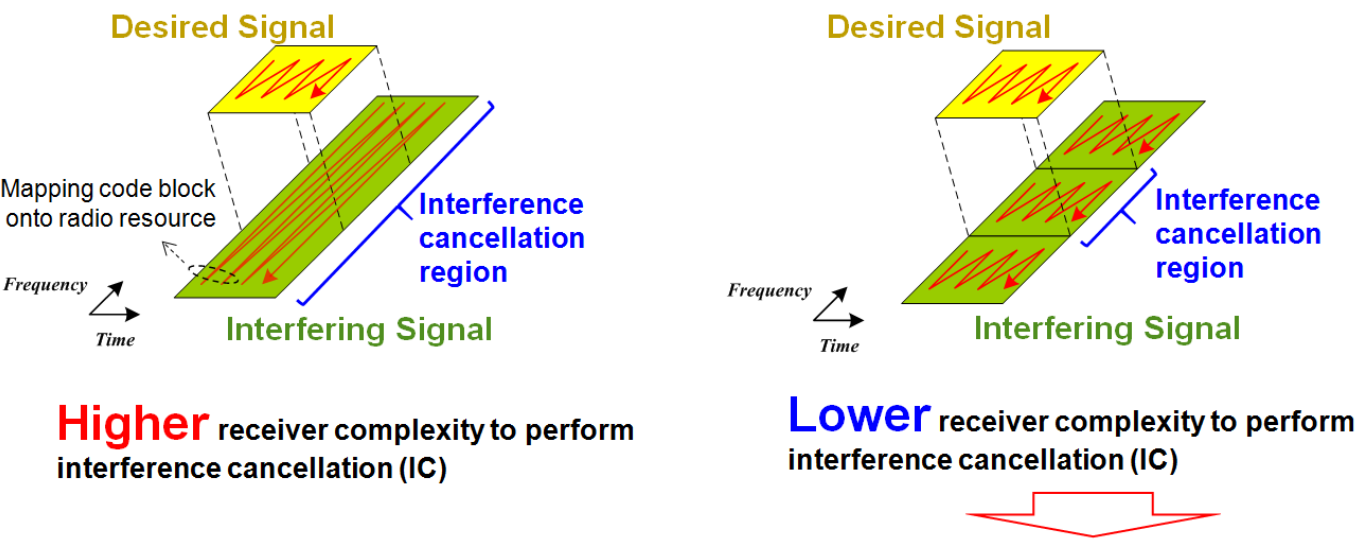 Desired Signal
Mapping code block
onto radio resource
Interference
cancellation
region
Frequency
Time
Interfering Signal
Higher receiver complexity to perform
interference cancellation (IC)
Desired Signal
Interference
cancellation
region
Frequency
Time
Interfering Signal
Lower receiver complexity to perform
interference cancellation (IC)